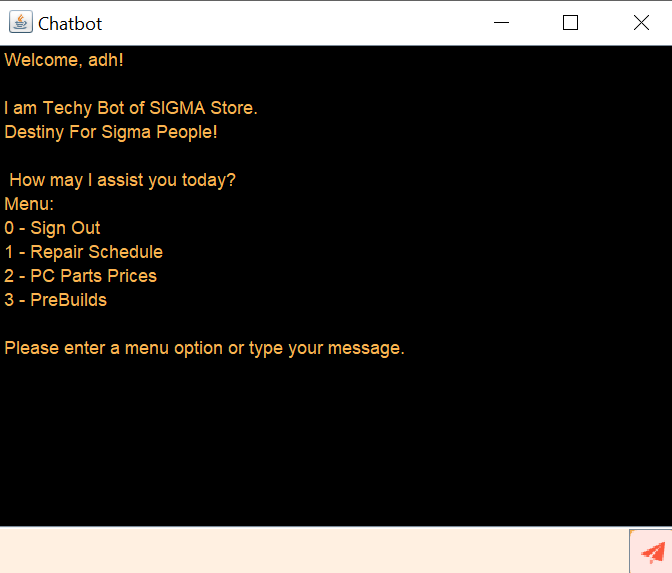 Chatbot
Welcome, adh!
I am Techy Bot of SIGMA Store.
Destiny For Sigma People!
How may I assist you today?
Menu:
0 - Sign Out
1 - Repair Schedule
2 - PC Parts Prices
3 - PreBuilds
Please enter a menu option or type your message.